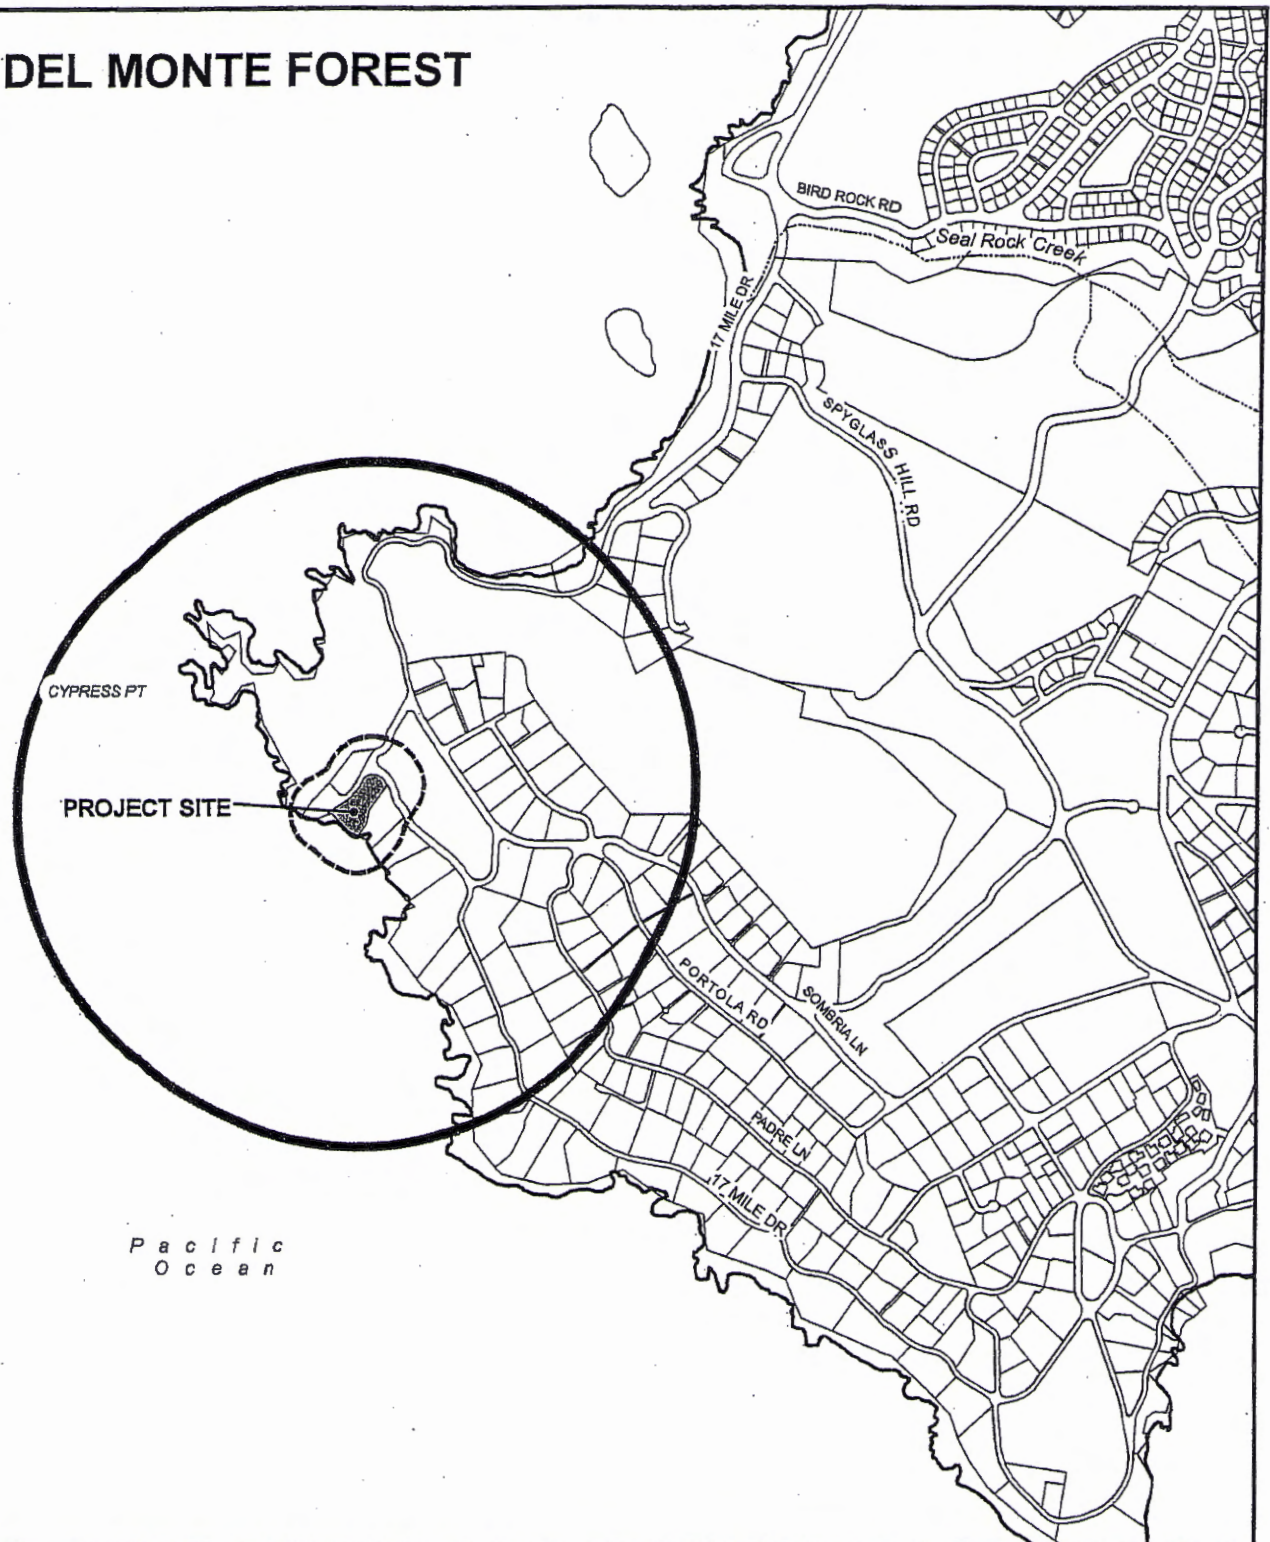 DEL MONTE FOREST
BIRD ROCK RD
Seal Rock Creek
17 MILE DR
SPYGLASS HILL RD
CYPRESS PT
PROJECT SITE
PORTOLA RD
SOMBRIA LN
PADRE LN
17 MILE DR
Pacific
Ocean